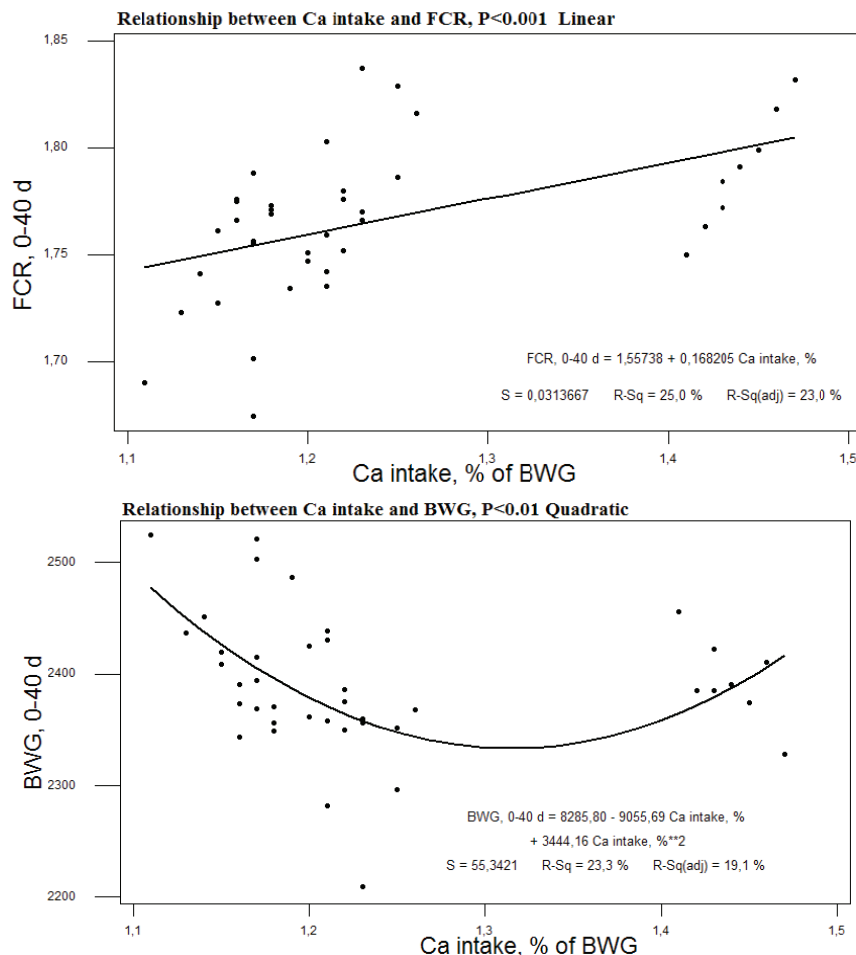 Relationship between Ca intake and FCR, P<0.001 Linear
1,85
1,80
1,75
1,70
FCR, 0-40 d
FCR, 0-40 d = 1,55738 + 0,168205 Ca intake, %
S = 0,0313667 R-Sq = 25,0 % R-Sq(adj) = 23,0 %
1,1 1,2 1,3 1,4 1,5
Ca intake, % of BWG
Relationship between Ca intake and BWG, P<0.01 Quadratic
2500
2400
2300
2200
BWG, 0-40 d
BWG, 0-40 d = 8285,80 - 9055,69 Ca intake, %
+ 3444,16 Ca intake, %**2
S = 55,3421 R-Sq = 23,3 % R-Sq(adj) = 19,1 %
1,1 1,2 1,3 1,4 1,5
Ca intake, % of BWG